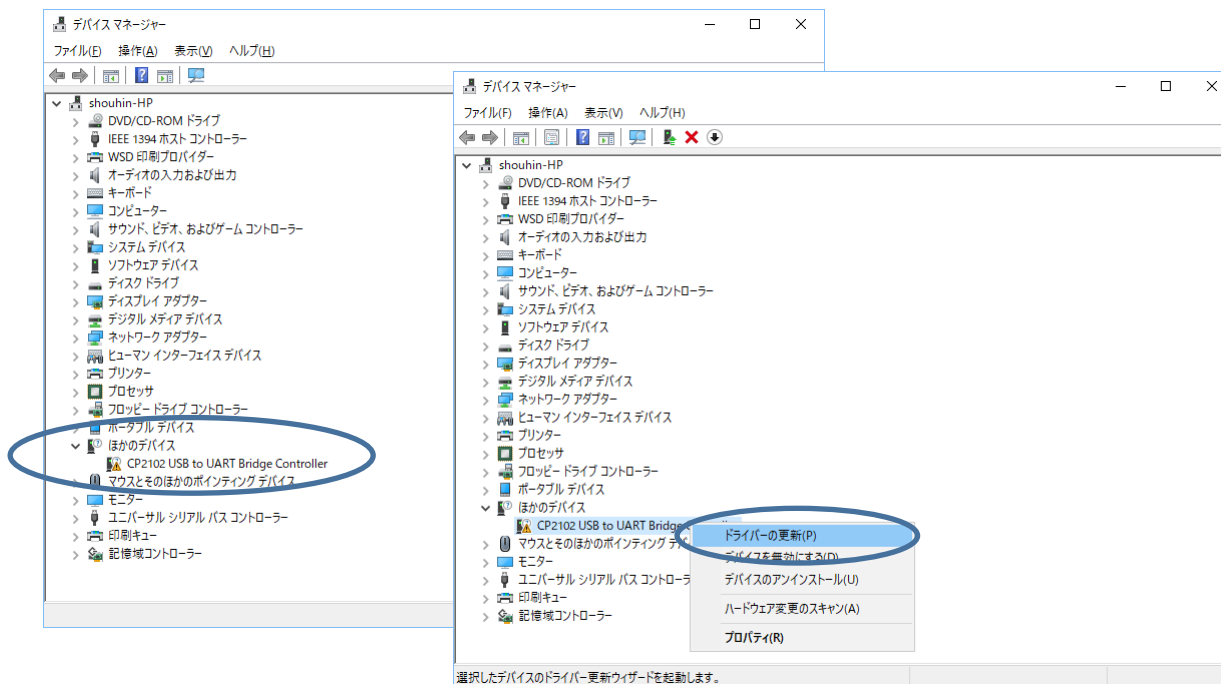 デバイス マネージャー
ファイル(F) 操作(A) 表示(V) ヘルプ(H)
shouhin-HP
DVD/CD-ROM ドライブ
IEEE 1394 ホスト コントローラー
WSD 印刷プロバイダー
オーディオの入力および出力
キーボード
コンピューター
サウンド、ビデオ、およびゲーム コントローラー
システム デバイス
ソフトウェア デバイス
ディスク ドライブ
ディスプレイ アダプター
デジタル メディア デバイス
ネットワーク アダプター
ヒューマン インターフェイス デバイス
プリンター
プロセッサ
フロッピー ドライブ コントローラー
ポータブル デバイス
ほかのデバイス
CP2102 USB to UART Bridge Controller
マウスとそのほかのポインティング デバイス
モニター
ユニバーサル シリアル バス コントローラー
印刷キュー
記憶域コントローラー
デバイス マネージャー
ファイル(F) 操作(A) 表示(V) ヘルプ(H)
shouhin-HP
DVD/CD-ROM ドライブ
IEEE 1394 ホスト コントローラー
WSD 印刷プロバイダー
オーディオの入力および出力
キーボード
コンピューター
サウンド、ビデオ、およびゲーム コントローラー
システム デバイス
ソフトウェア デバイス
ディスク ドライブ
ディスプレイ アダプター
デジタル メディア デバイス
ネットワーク アダプター
ヒューマン インターフェイス デバイス
プリンター
プロセッサ
フロッピー ドライブ コントローラー
ポータブル デバイス
ほかのデバイス
CP2102 USB to UART Bridge
マウスとそのほかのポインティング デ
モニター
ユニバーサル シリアル バス コントローラ
印刷キュー
記憶域コントローラー
ドライバーの更新(P)
デバイスを無効にする(D)
デバイスのアンインストール(U)
ハードウェア変更のスキャン(A)
プロパティ(R)
選択したデバイスのドライバー更新ウィザードを起動します。